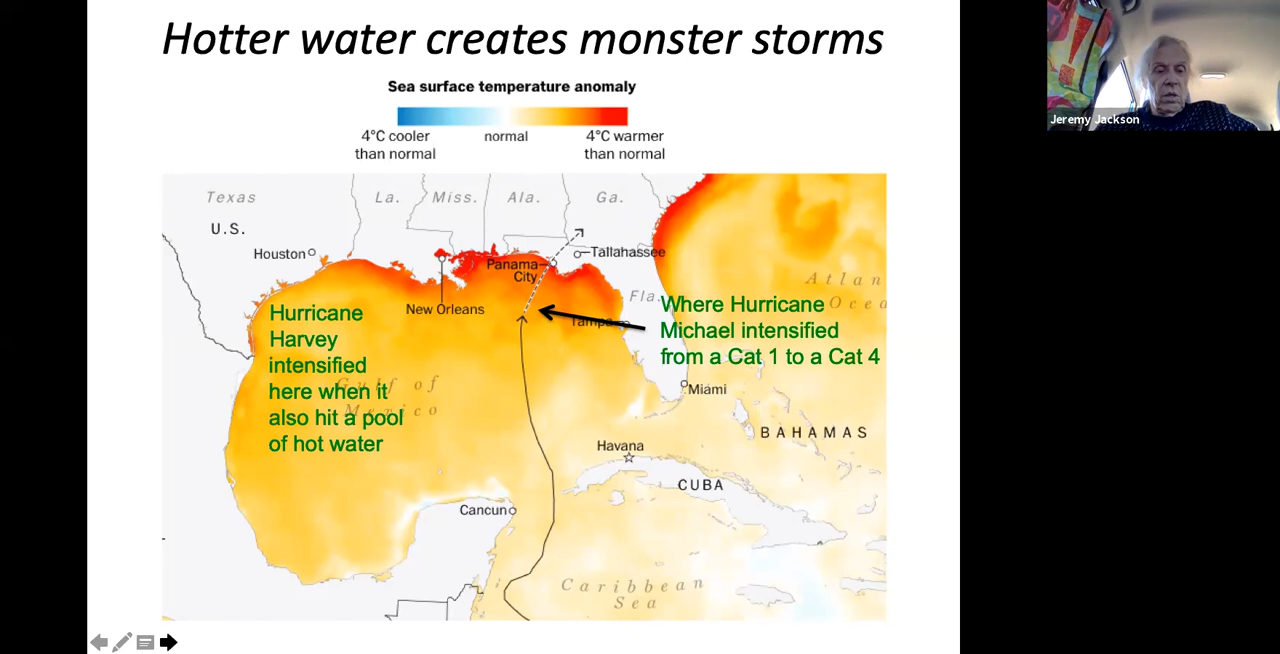 Hotter water creates monster storms
Jeremy Jackson
Sea surface temperature anomaly
4°C cooler
than normal
normal
4°C warmer
than normal
Texas
La.
Miss.
Ala.
Ga.
U.S.
Houston
Tallahassee
Panama
City
New Orleans
Fla.
Tampa
Atlan
Ocea
Hurricane
Harvey
intensified
here when it
also hit a pool
of hot water
Where Hurricane
Michael intensified
from a Cat 1 to a Cat 4
Gulf of
Mexico
Miami
BAHAMAS
Havana
CUBA
Cancun
Caribbean
Sea